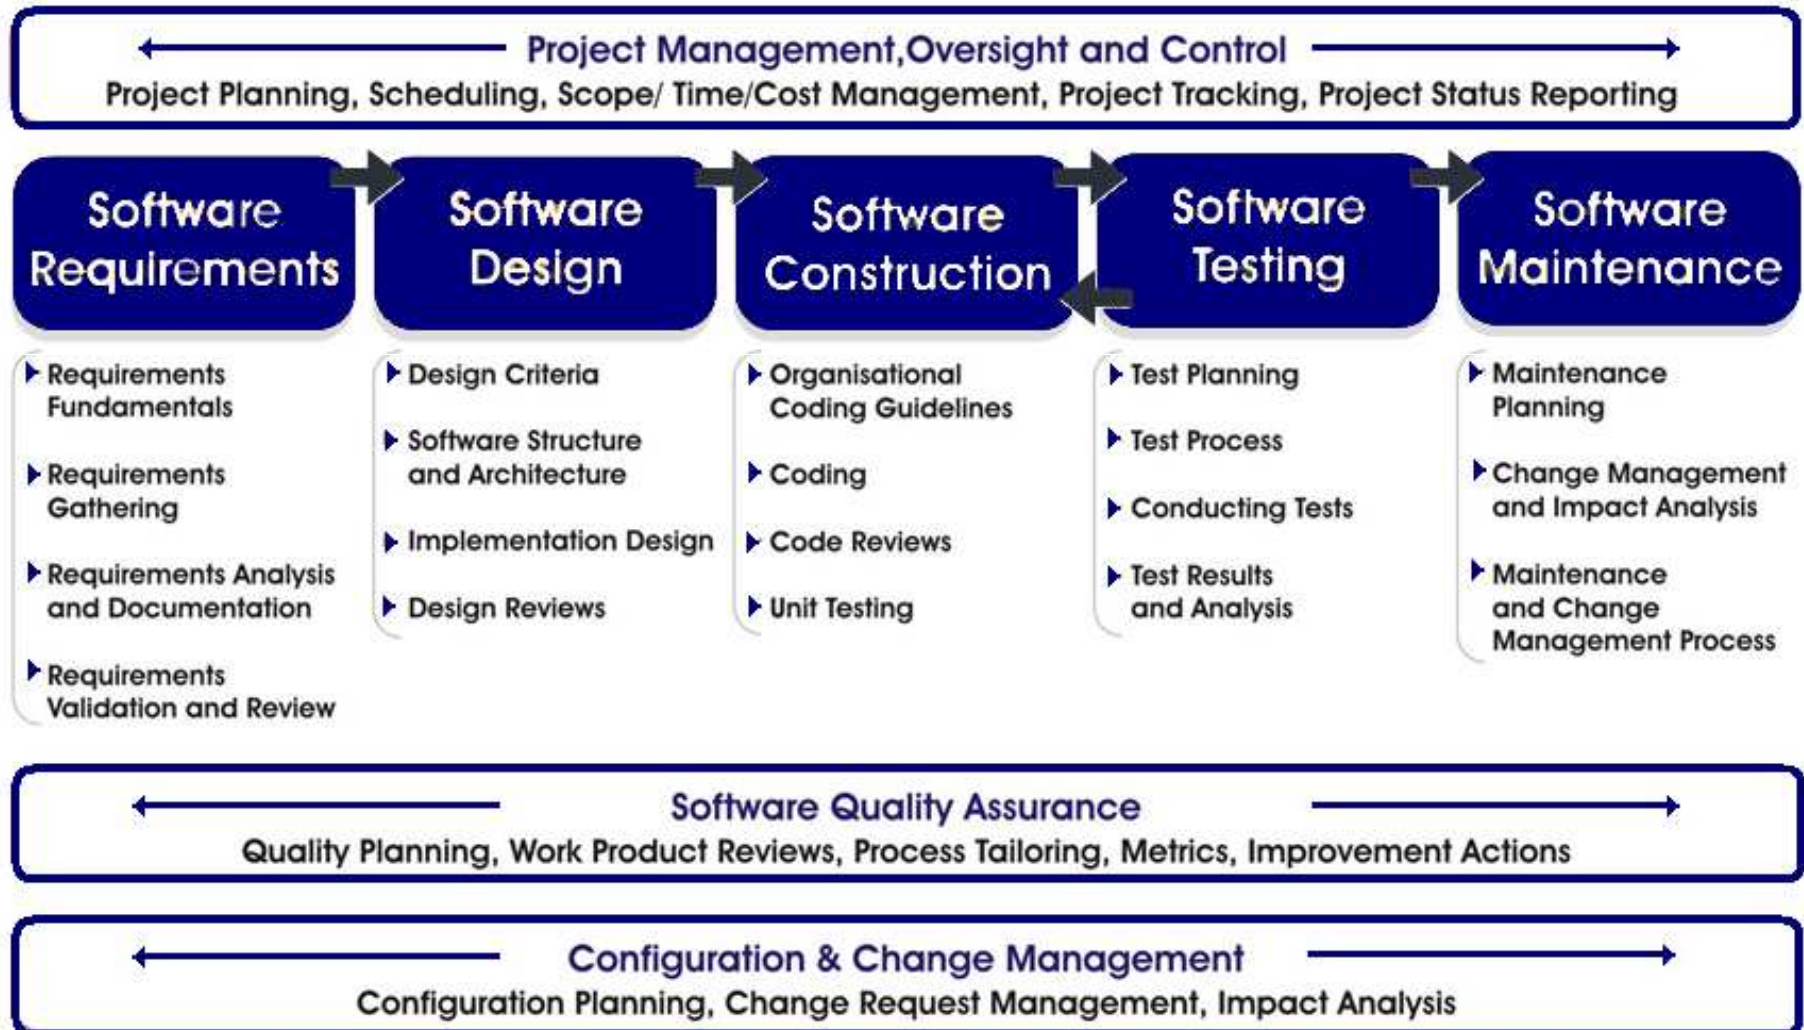 Project Management,Oversight and Control
Project Planning, Scheduling, Scope/ Time/Cost Management, Project Tracking, Project Status Reporting
Software
Requirements
Software
Design
Software
Construction
Software
Testing
Software
Maintenance
Requirements
Fundamentals
Requirements
Gathering
Requirements Analysis
and Documentation
Requirements
Validation and Review
Design Criteria
Software Structure
and Architecture
Implementation Design
Design Reviews
Organisational
Coding Guidelines
Coding
Code Reviews
Unit Testing
Test Planning
Test Process
Conducting Tests
Test Results
and Analysis
Maintenance
Planning
Change Management
and Impact Analysis
Maintenance
and Change
Management Process
Software Quality Assurance
Quality Planning, Work Product Reviews, Process Tailoring, Metrics, Improvement Actions
Configuration & Change Management
Configuration Planning, Change Request Management, Impact Analysis